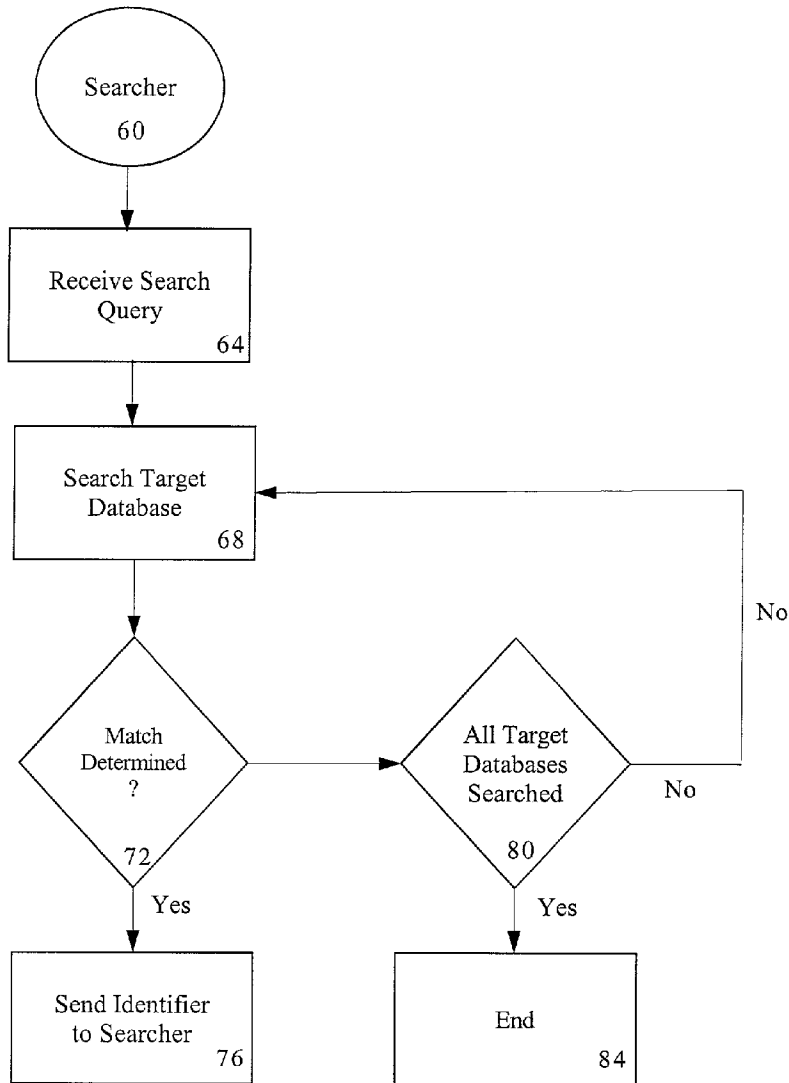 Searcher
60
Receive Search
Query
64
Search Target
Database
68
No
Match
Determined
?
72
All Target
Databases
Searched
80
No
Yes
Yes
Send Identifier
to Searcher
76
End
84